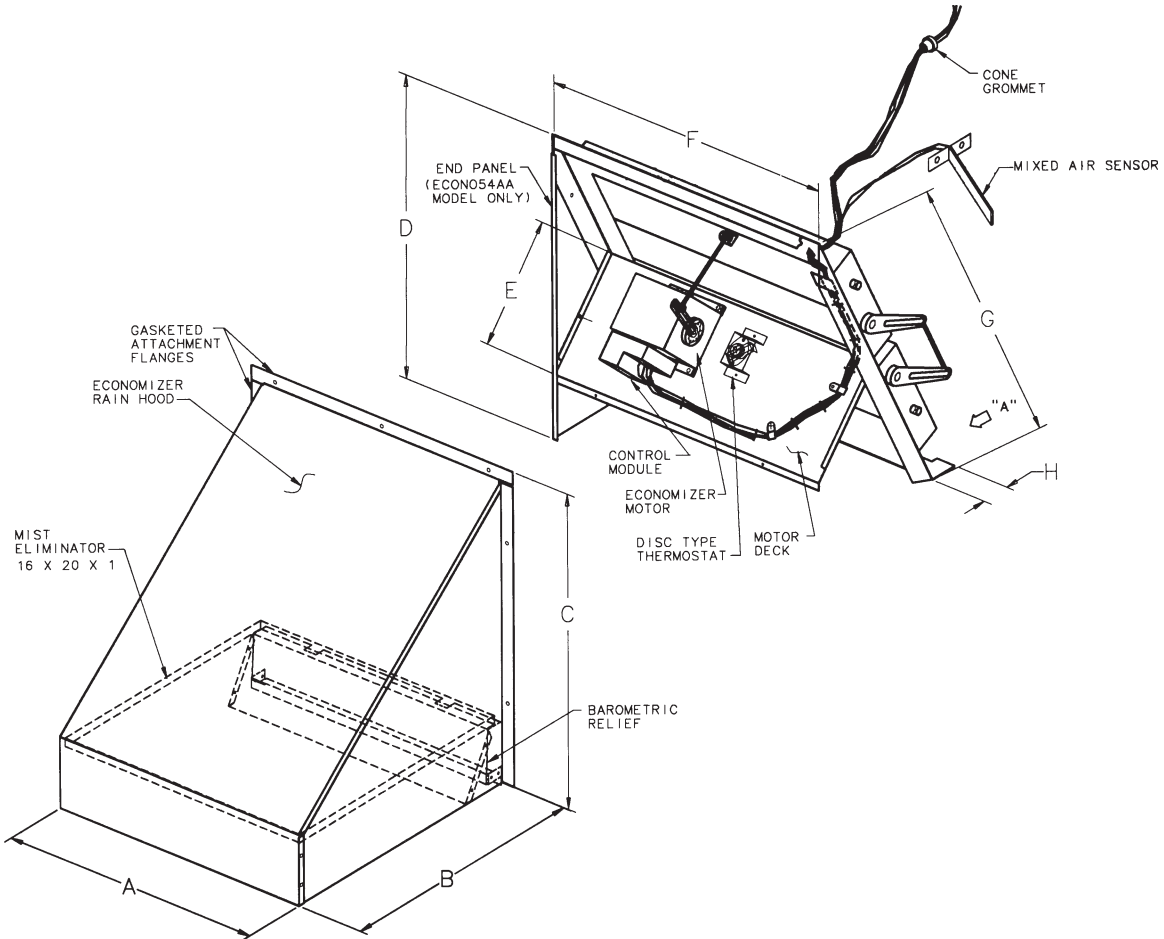 CONE
GROMMET
F
MIXED AIR SENSOR
END PANEL
(ECONO54AA
MODEL ONLY)
D
E
G
GASKETED
ATTACHMENT
FLANGES
ECONOMIZER
RAIN HOOD
"A"
CONTROL
MODULE
H
ECONOMIZER
MOTOR
DISC TYPE
THERMOSTAT
MOTOR
DECK
MIST
ELIMINATOR
16 X 20 X 1
C
BAROMETRIC
RELIEF
A
B